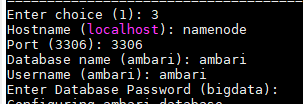 Enter choice (1): 3
Hostname (localhost): namenode
Port (3306): 3306
Database name (ambari): ambari
Username (ambari): ambari
Enter Database Password (bigdata):
Configuring ambari database